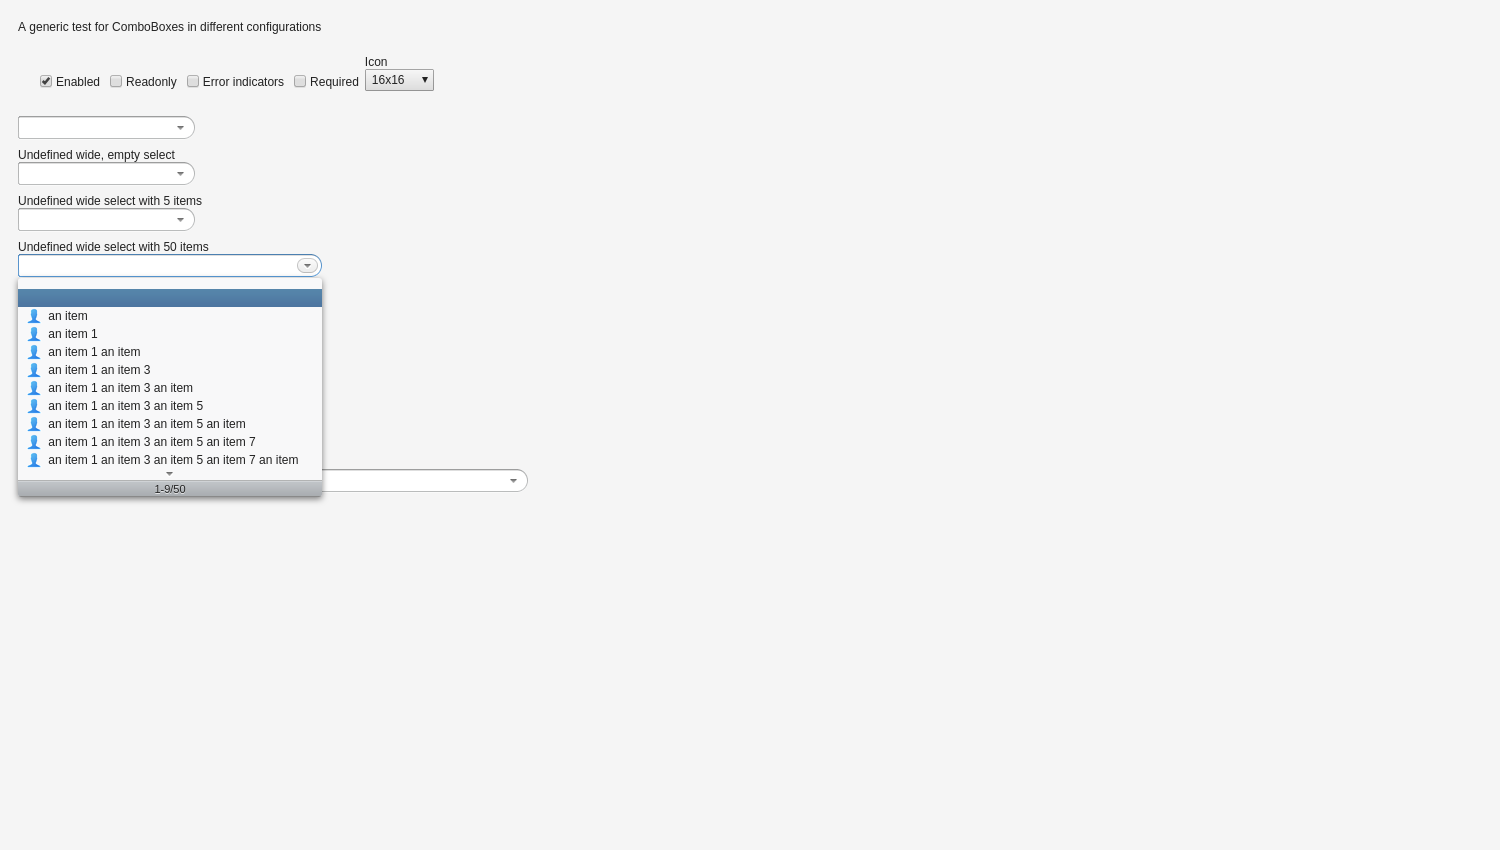 A generic test for ComboBoxes in different configurations
Icon
Enabled Readonly Error indicators Required 16x16
Undefined wide, empty select
Undefined wide select with 5 items
Undefined wide select with 50 items
an item
an item 1
an item 1 an item
an item 1 an item 3
an item 1 an item 3 an item
an item 1 an item 3 an item 5
an item 1 an item 3 an item 5 an item
an item 1 an item 3 an item 5 an item 7
an item 1 an item 3 an item 5 an item 7 an item
1-9/50